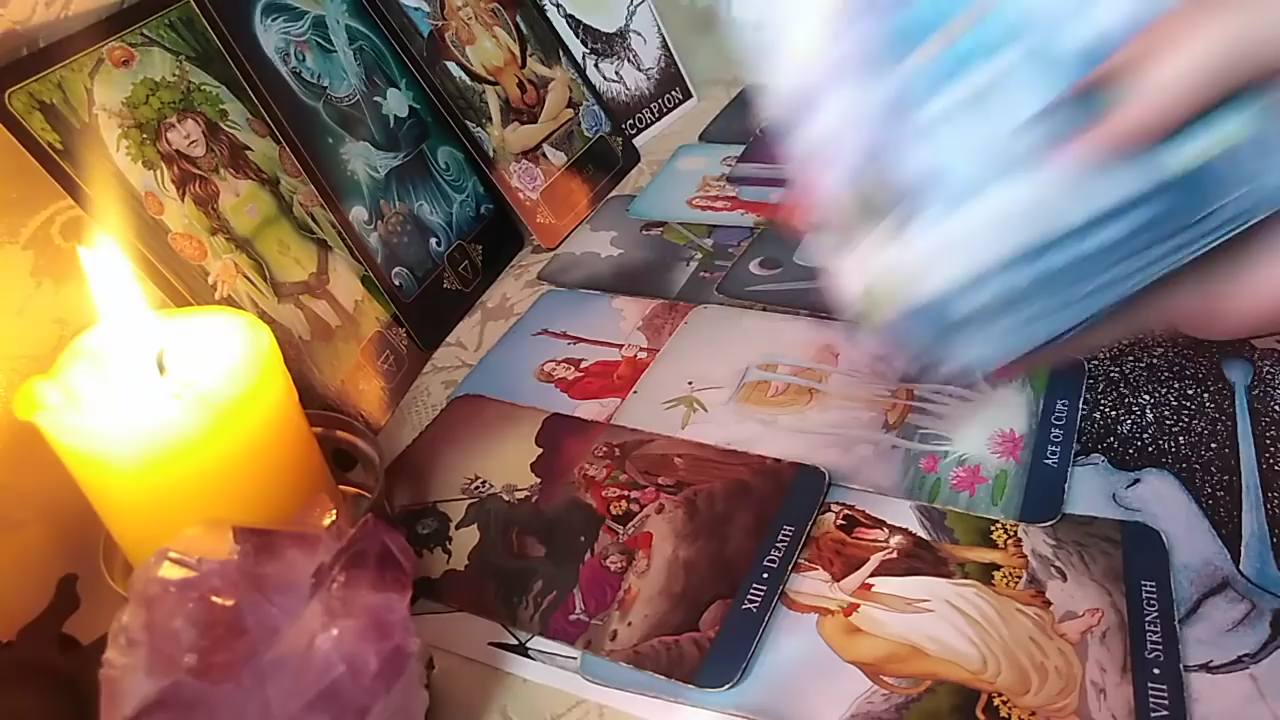 CORPION
ACE OF CUPS
XIII • DEATH
VIII • STRENGTH